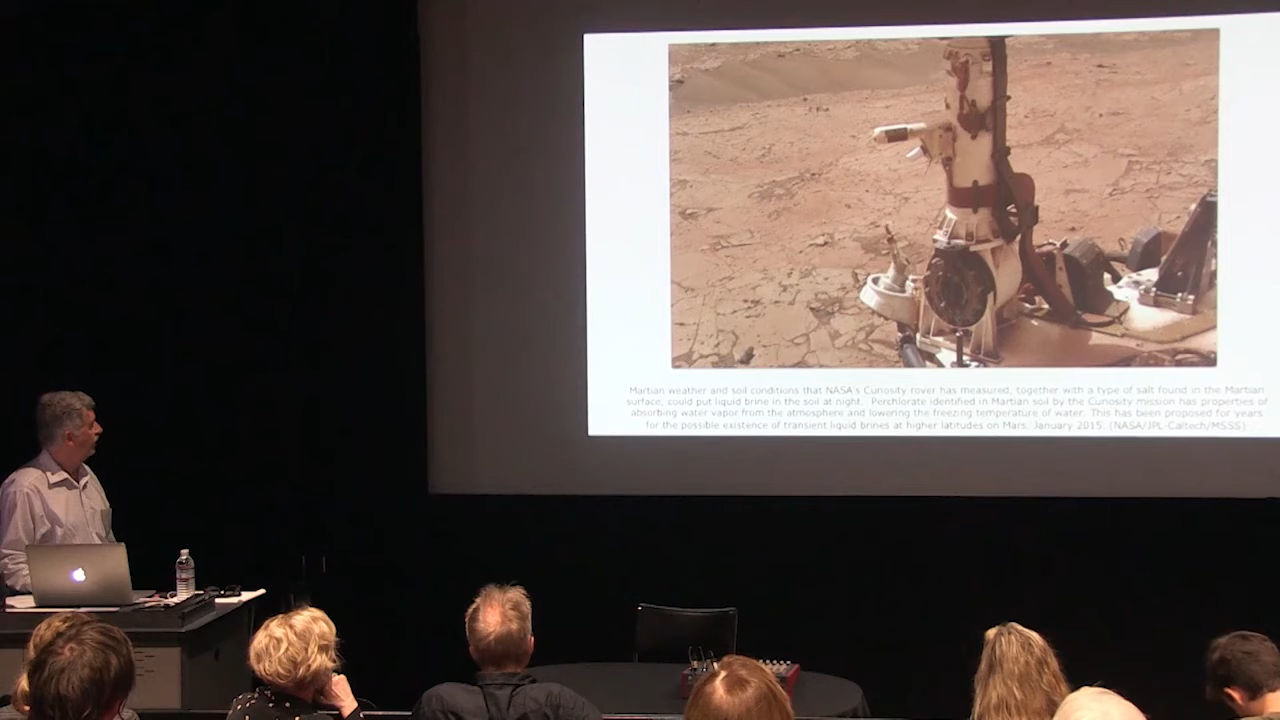 Martian weather and soil conditions that NASA's Curiosity rover has measured, together with a type of salt found in the Martian
surface, could put liquid brine in the soil at night. Perchlorate identified in Martian soil by the Curiosity mission has properties of
absorbing water vapor from the atmosphere and lowering the freezing temperature of water. This has been proposed for years
for the possible existence of transient liquid brines at higher latitudes on Mars. January 2015. (NASA/JPL-Caltech/MSSS)